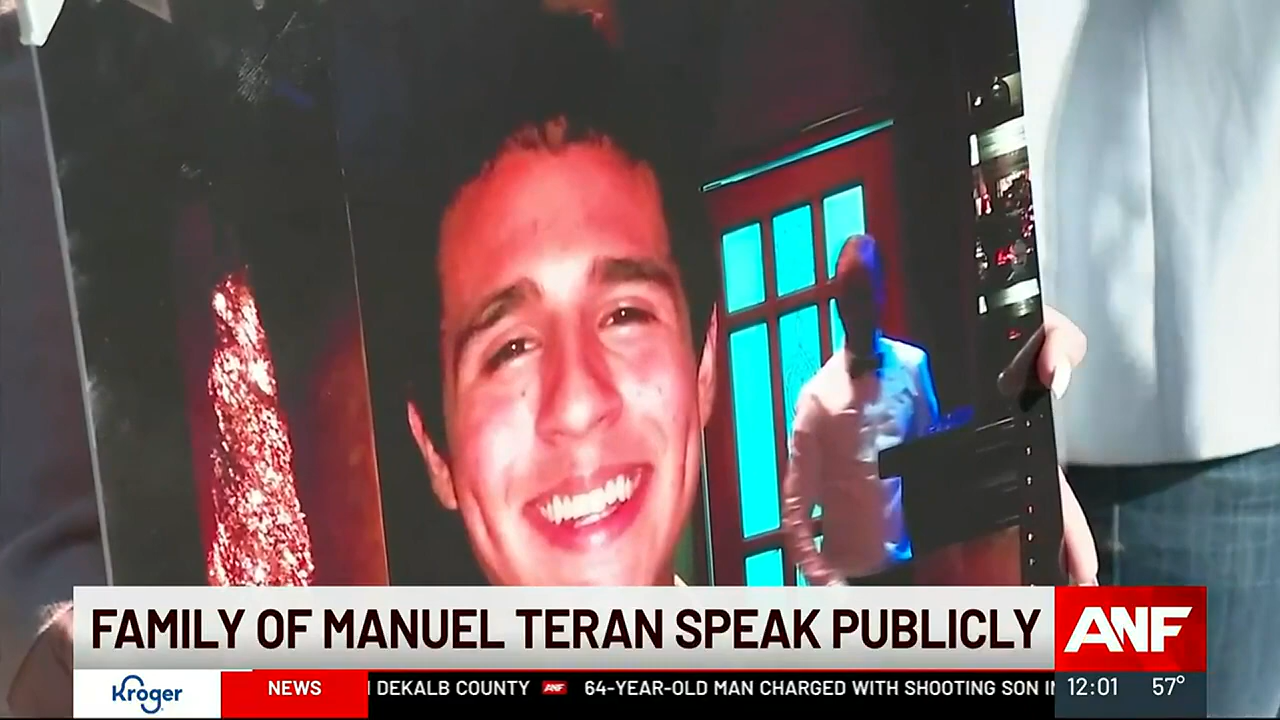 FAMILY OF MANUEL TERAN SPEAK PUBLICLY
ANF
Kroger
NEWS
DEKALB COUNTY ANF 64-YEAR-OLD MAN CHARGED WITH SHOOTING SON
12:01 57°